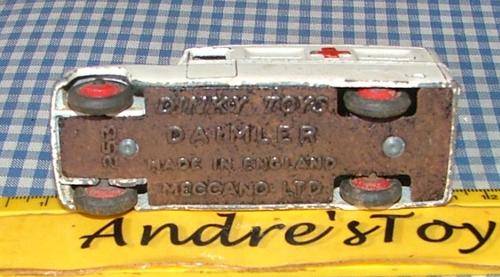 DINKY TOYS
DAIMLER
253
MADE IN ENGLAND
MECCANO LTD
Andre'sToy